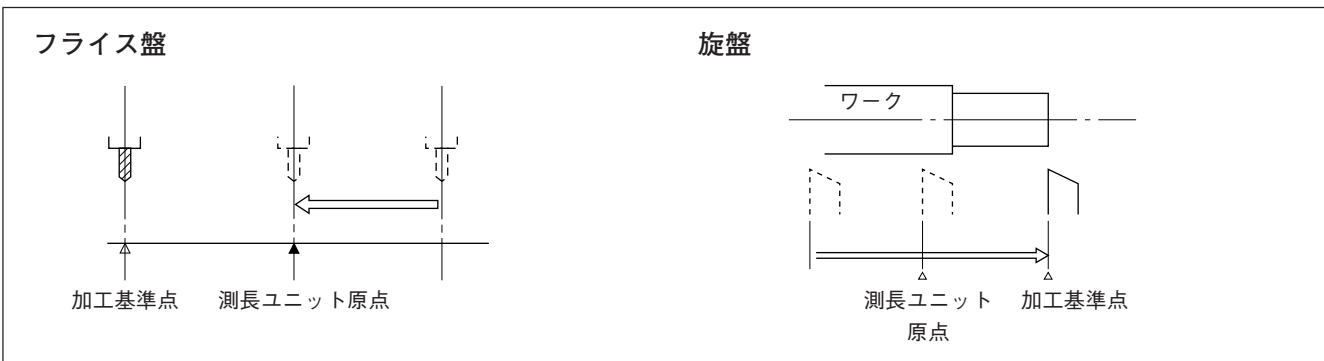 フライス盤
旋盤
ワーク
加工基準点
測長ユニット原点
測長ユニット
原点
加工基準点